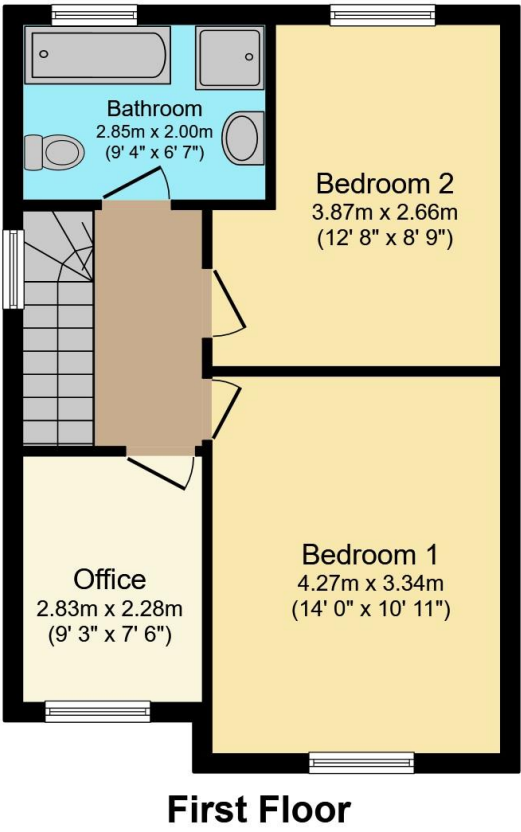 Bathroom
2.85m x 2.00m
(9' 4" x 6' 7")
Bedroom 2
3.87m x 2.66m
(12' 8" x 8' 9")
Office
2.83m x 2.28m
(9' 3" x 7' 6")
Bedroom 1
4.27m x 3.34m
(14' 0" x 10' 11")
First Floor